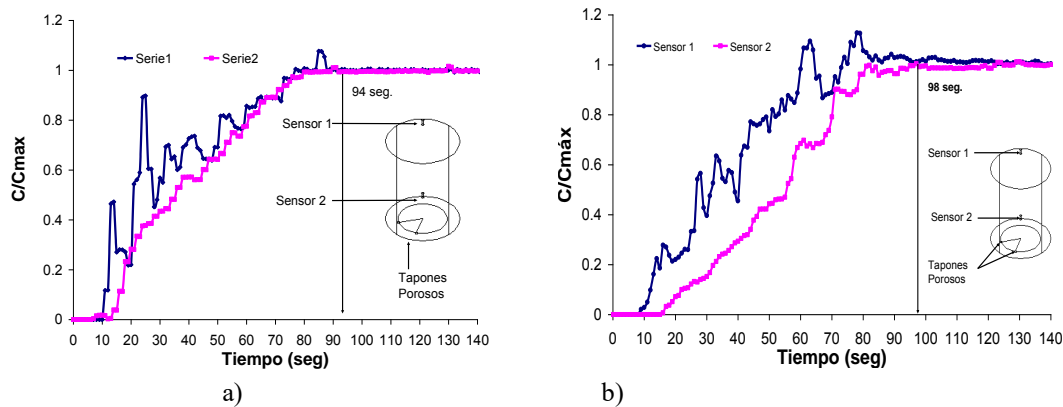 1.2
1
0.8
0.6
0.4
0.2
0
C/Cmax
Serie1
Serie2
94 seg.
Sensor 1
Sensor 2
Tapones
Porosos
0 10 20 30 40 50 60 70 80 90 100 110 120 130 140
Tiempo (seg)
a)
1.2
1
0.8
0.6
0.4
0.2
0
C/Cmáx
Sensor 1
Sensor 2
98 seg.
Sensor 1
Sensor 2
Tapones
Porosos
0 10 20 30 40 50 60 70 80 90 100 110 120 130 140
Tiempo (seg)
b)